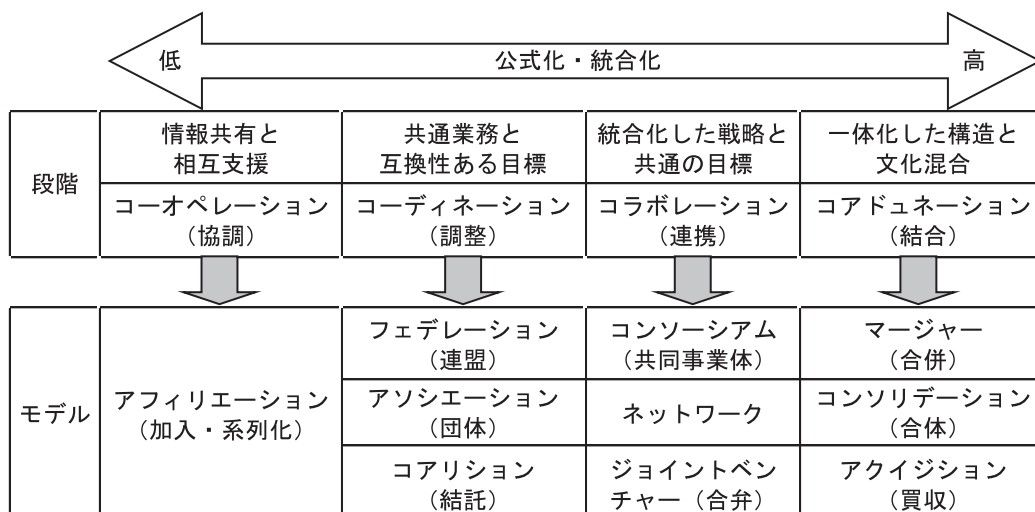 低
公式化・統合化
高
段階
情報共有と
相互支援
共通業務と
互換性ある目標
統合化した戦略と
共通の目標
一体化した構造と
文化混合
コーオペレーション
（協調）
コーディネーション
（調整）
コラボレーション
（連携）
コアドュネーション
（結合）
モデル
アフィリエーション
（加入・系列化）
フェデレーション
（連盟）
コンソーシアム
（共同事業体）
マージャー
（合併）
アソシエーション
（団体）
ネットワーク
コンソリデーション
（合体）
コアリション
（結託）
ジョイントベン
チャー（合弁）
アクイジション
（買収）